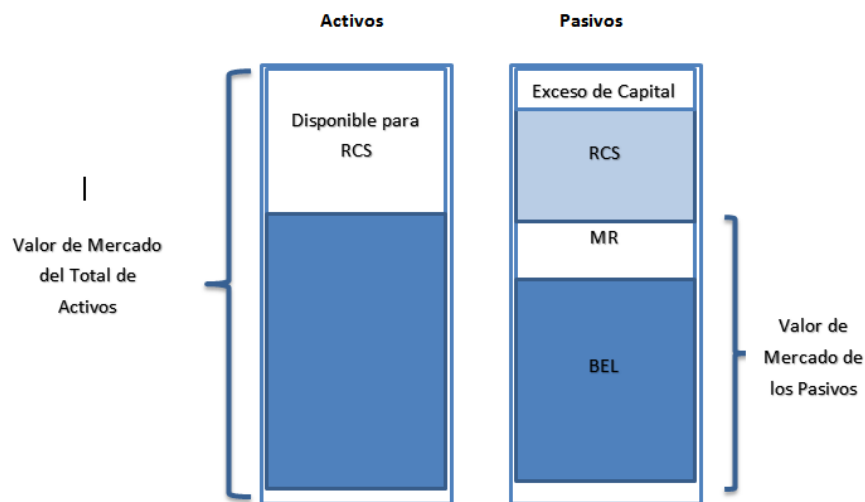 Activos
Pasivos
Disponible para
RCS
Exceso de Capital
RCS
MR
BEL
Valor de Mercado
del Total de
Activos
Valor de
Mercado de
los Pasivos